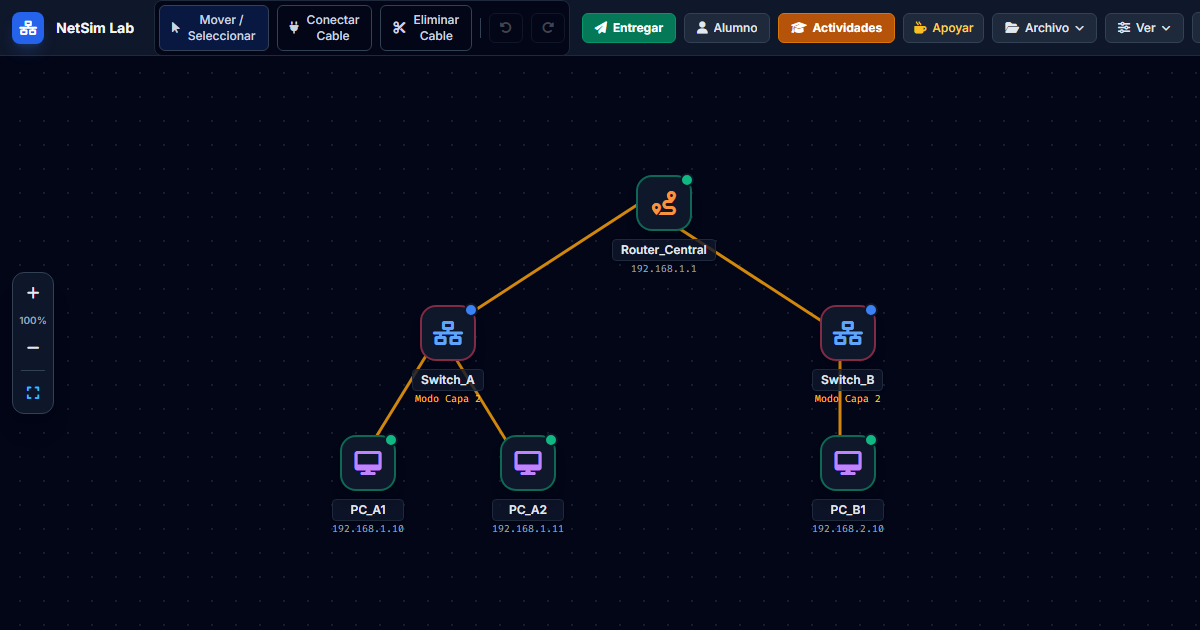 NetSim Lab
Mover /
Seleccionar
Conectar
Cable
Eliminar
Cable
Entregar
Alumno
Actividades
Apoyar
Archivo
Ver
Router_Central
192.168.1.1
100%
Switch_A
Modo Capa 2
Switch_B
Modo Capa 2
PC_A1
192.168.1.10
PC_A2
192.168.1.11
PC_B1
192.168.2.10